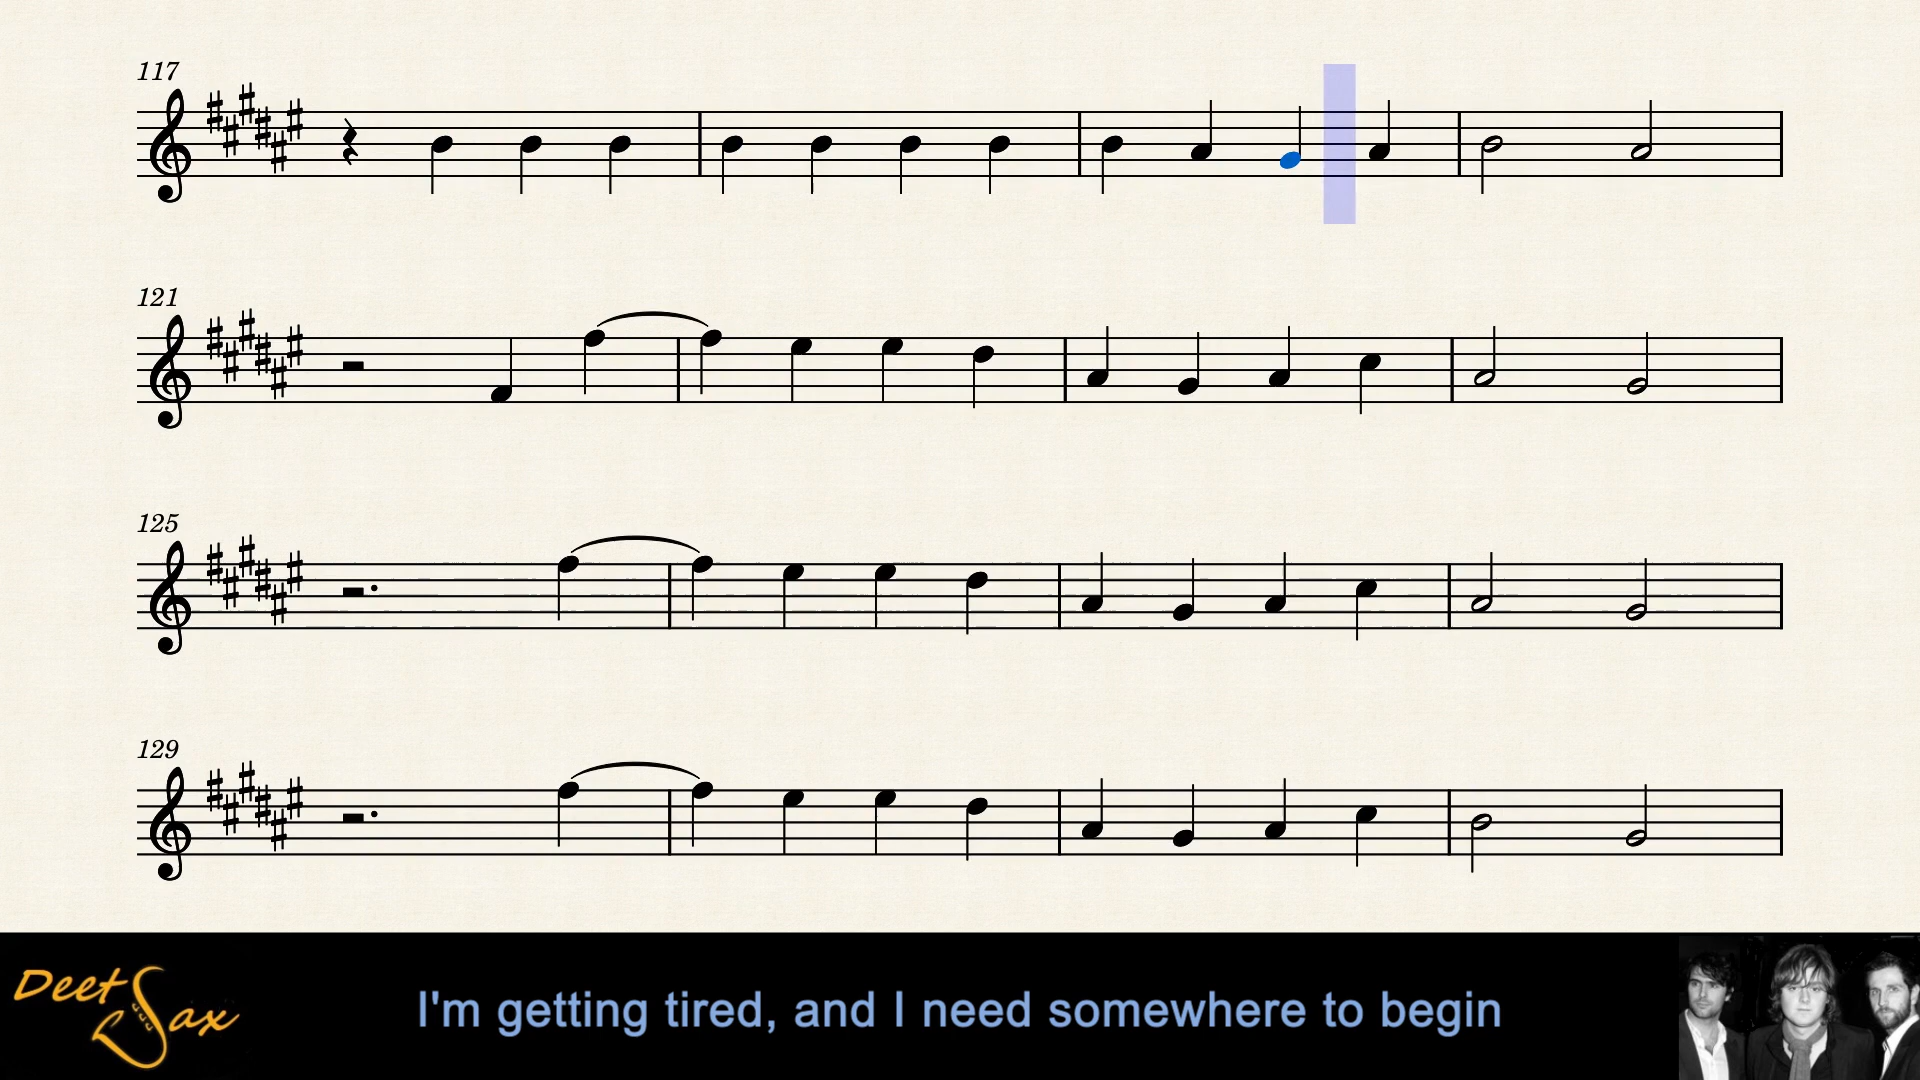 117
121
125
129
Deet Sax
I'm getting tired, and I need somewhere to begin